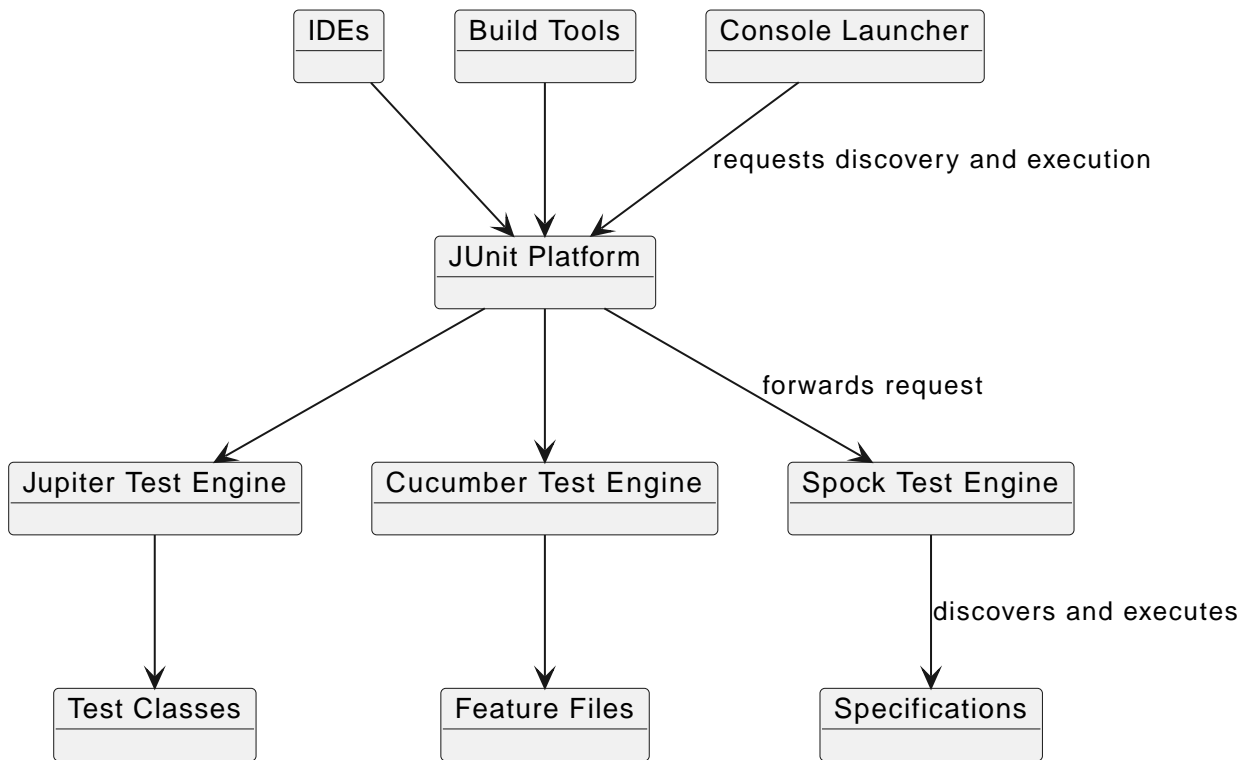 IDEs
Build Tools
Console Launcher
requests discovery and execution
JUnit Platform
forwards request
Jupiter Test Engine
Cucumber Test Engine
Spock Test Engine
discovers and executes
Test Classes
Feature Files
Specifications